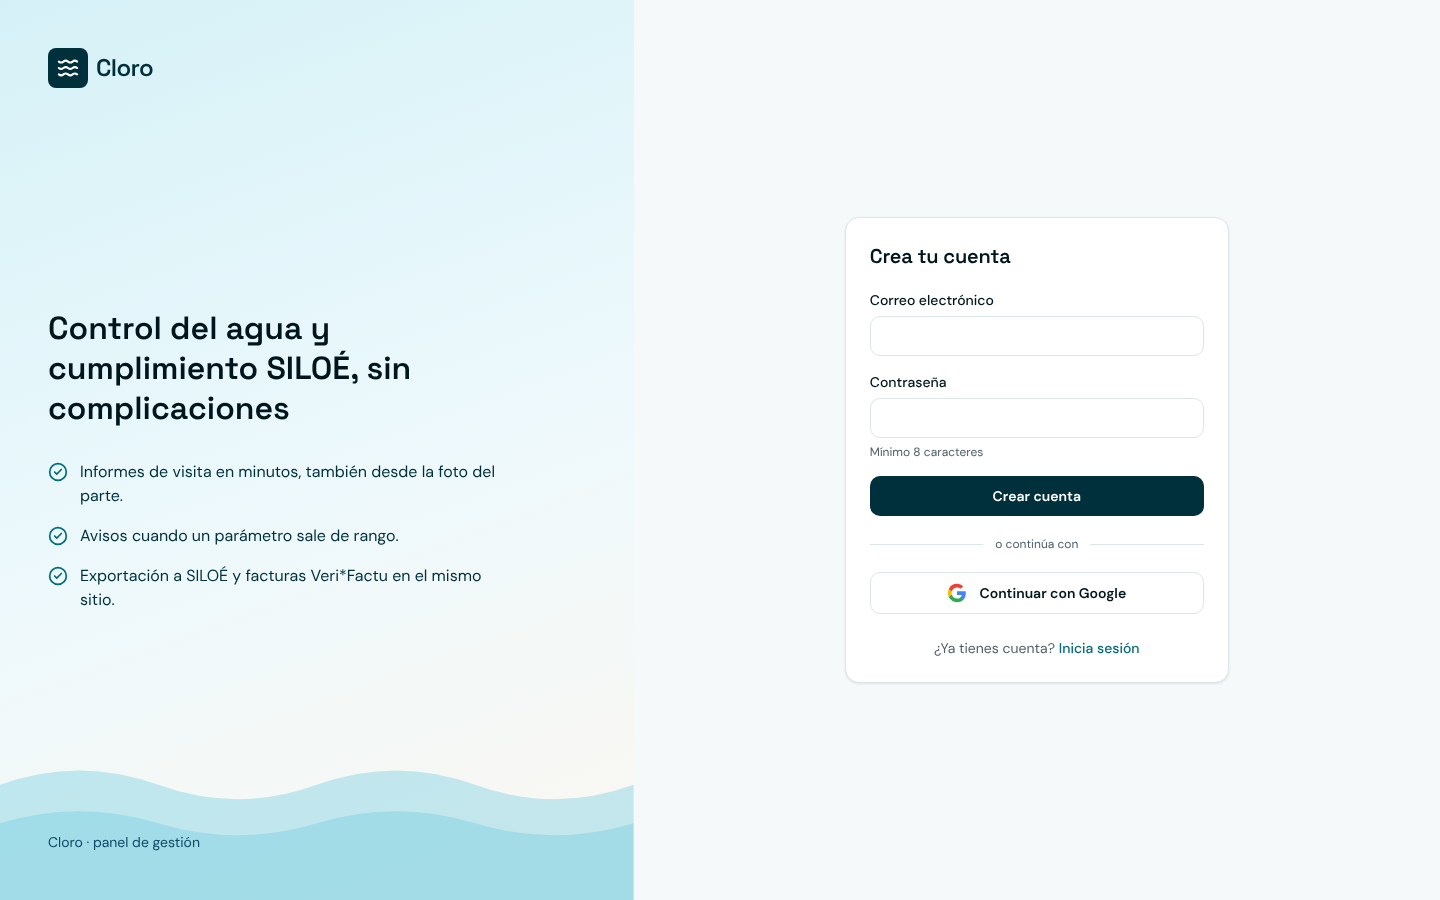 Cloro
Control del agua y
cumplimiento SILOÉ, sin
complicaciones
Informes de visita en minutos, también desde la foto del
parte.
Avisos cuando un parámetro sale de rango.
Exportación a SILOÉ y facturas Veri*Factu en el mismo
sitio.
Cloro · panel de gestión
Crea tu cuenta
Correo electrónico
Contraseña
Mínimo 8 caracteres
Crear cuenta
o continúa con
Continuar con Google
¿Ya tienes cuenta? Inicia sesión